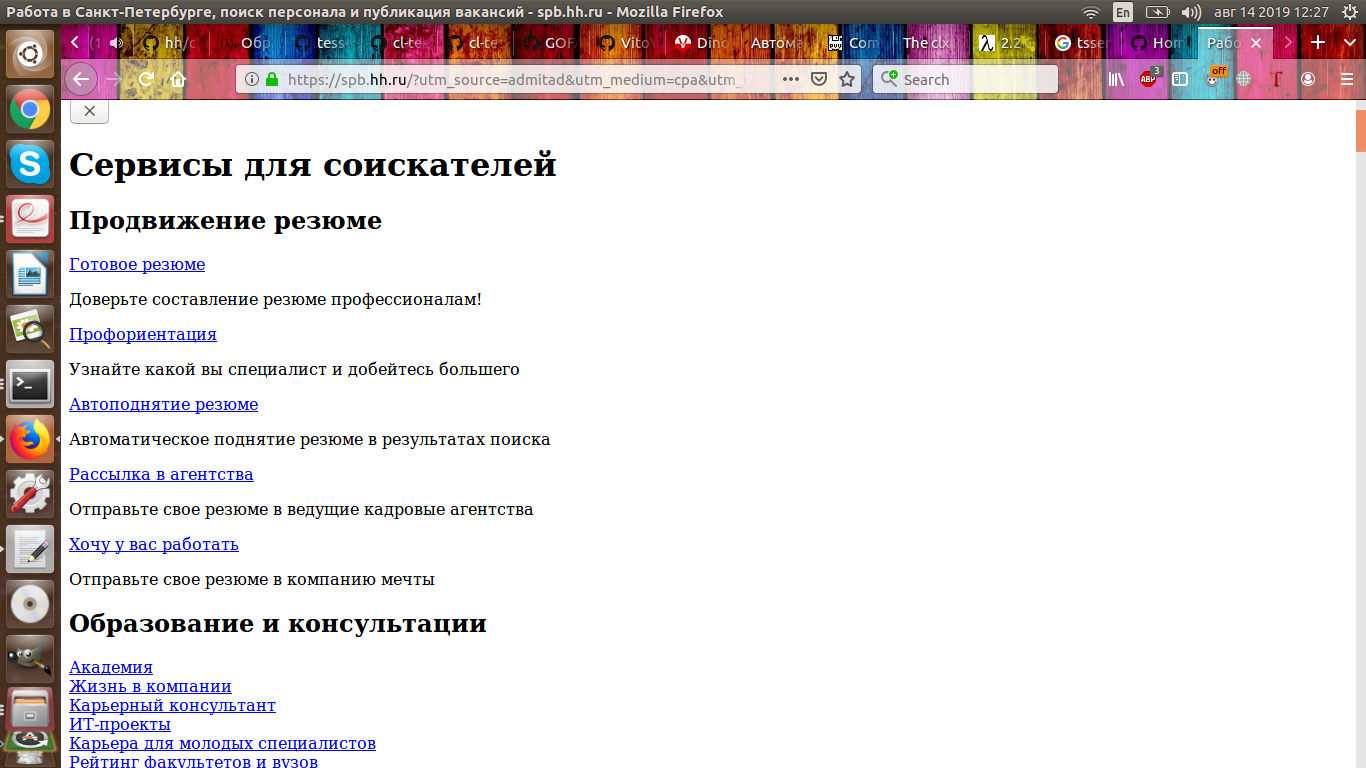 Работа в Санкт-Петербурге, поиск персонала и публикация вакансий - spb.hh.ru - Mozilla Firefox
En
авг 14 2019 12:27
(1
hh/c
Обр
tess
cl-te
cl-te
GOFA
Vito
Dino
Автома
Com
The clx
2.2
tsser
Hom
Рабо
https://spb.hh.ru/?utm_source=admitad&utm_medium=cpa&utm_
Search
ABP
3
off
Сервисы для соискателей
Продвижение резюме
Готовое резюме
Доверьте составление резюме профессионалам!
Профориентация
Узнайте какой вы специалист и добейтесь большего
Автоподнятие резюме
Автоматическое поднятие резюме в результатах поиска
Рассылка в агентства
Отправьте свое резюме в ведущие кадровые агентства
Хочу у вас работать
Отправьте свое резюме в компанию мечты
Образование и консультации
Академия
Жизнь в компании
Карьерный консультант
ИТ-проекты
Карьера для молодых специалистов
Рейтинг факультетов и вузов